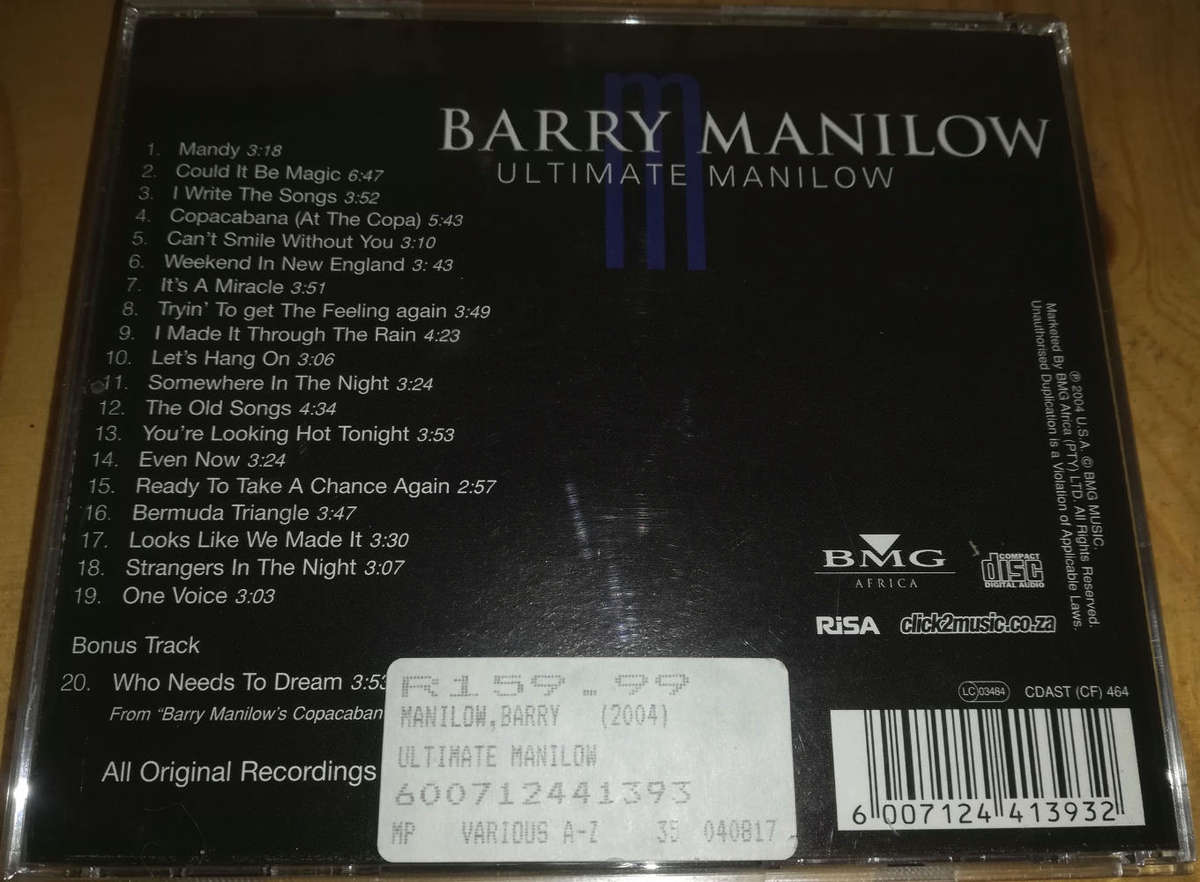 BARRY MANILOW
ULTIMATE MANILOW
1. Mandy 3:18
2. Could It Be Magic 6:47
3. I Write The Songs 3:52
4. Copacabana (At The Copa) 5:43
5. Can't Smile Without You 3:10
6. Weekend In New England 3: 43
7. It's A Miracle 3:51
8. Tryin' To get The Feeling again 3:49
9. I Made It Through The Rain 4:23
10. Let's Hang On 3:06
11. Somewhere In The Night 3:24
12. The Old Songs 4:34
13. You're Looking Hot Tonight 3:53
14. Even Now 3:24
15. Ready To Take A Chance Again 2:57
16. Bermuda Triangle 3:47
17. Looks Like We Made It 3:30
18. Strangers In The Night 3:07
19. One Voice 3:03
Bonus Track
20. Who Needs To Dream 3:53
From "Barry Manilow's Copacaban
All Original Recordings
R159.99
MANILOW,BARRY (2004)
ULTIMATE MANILOW
600712441393
MP VARIOUS A-Z 35 040817
℗ 2004 U.S.A. © BMG MUSIC.
Marketed By BMG Africa (PTY) LTD. All Rights Reserved.
Unauthorised Duplication is a Violation of Applicable Laws.
BMG
AFRICA
COMPACT
disc
DIGITAL AUDIO
RiSA
click2music.co.za
LC 03484
CDAST (CF) 464
6 007124 413932